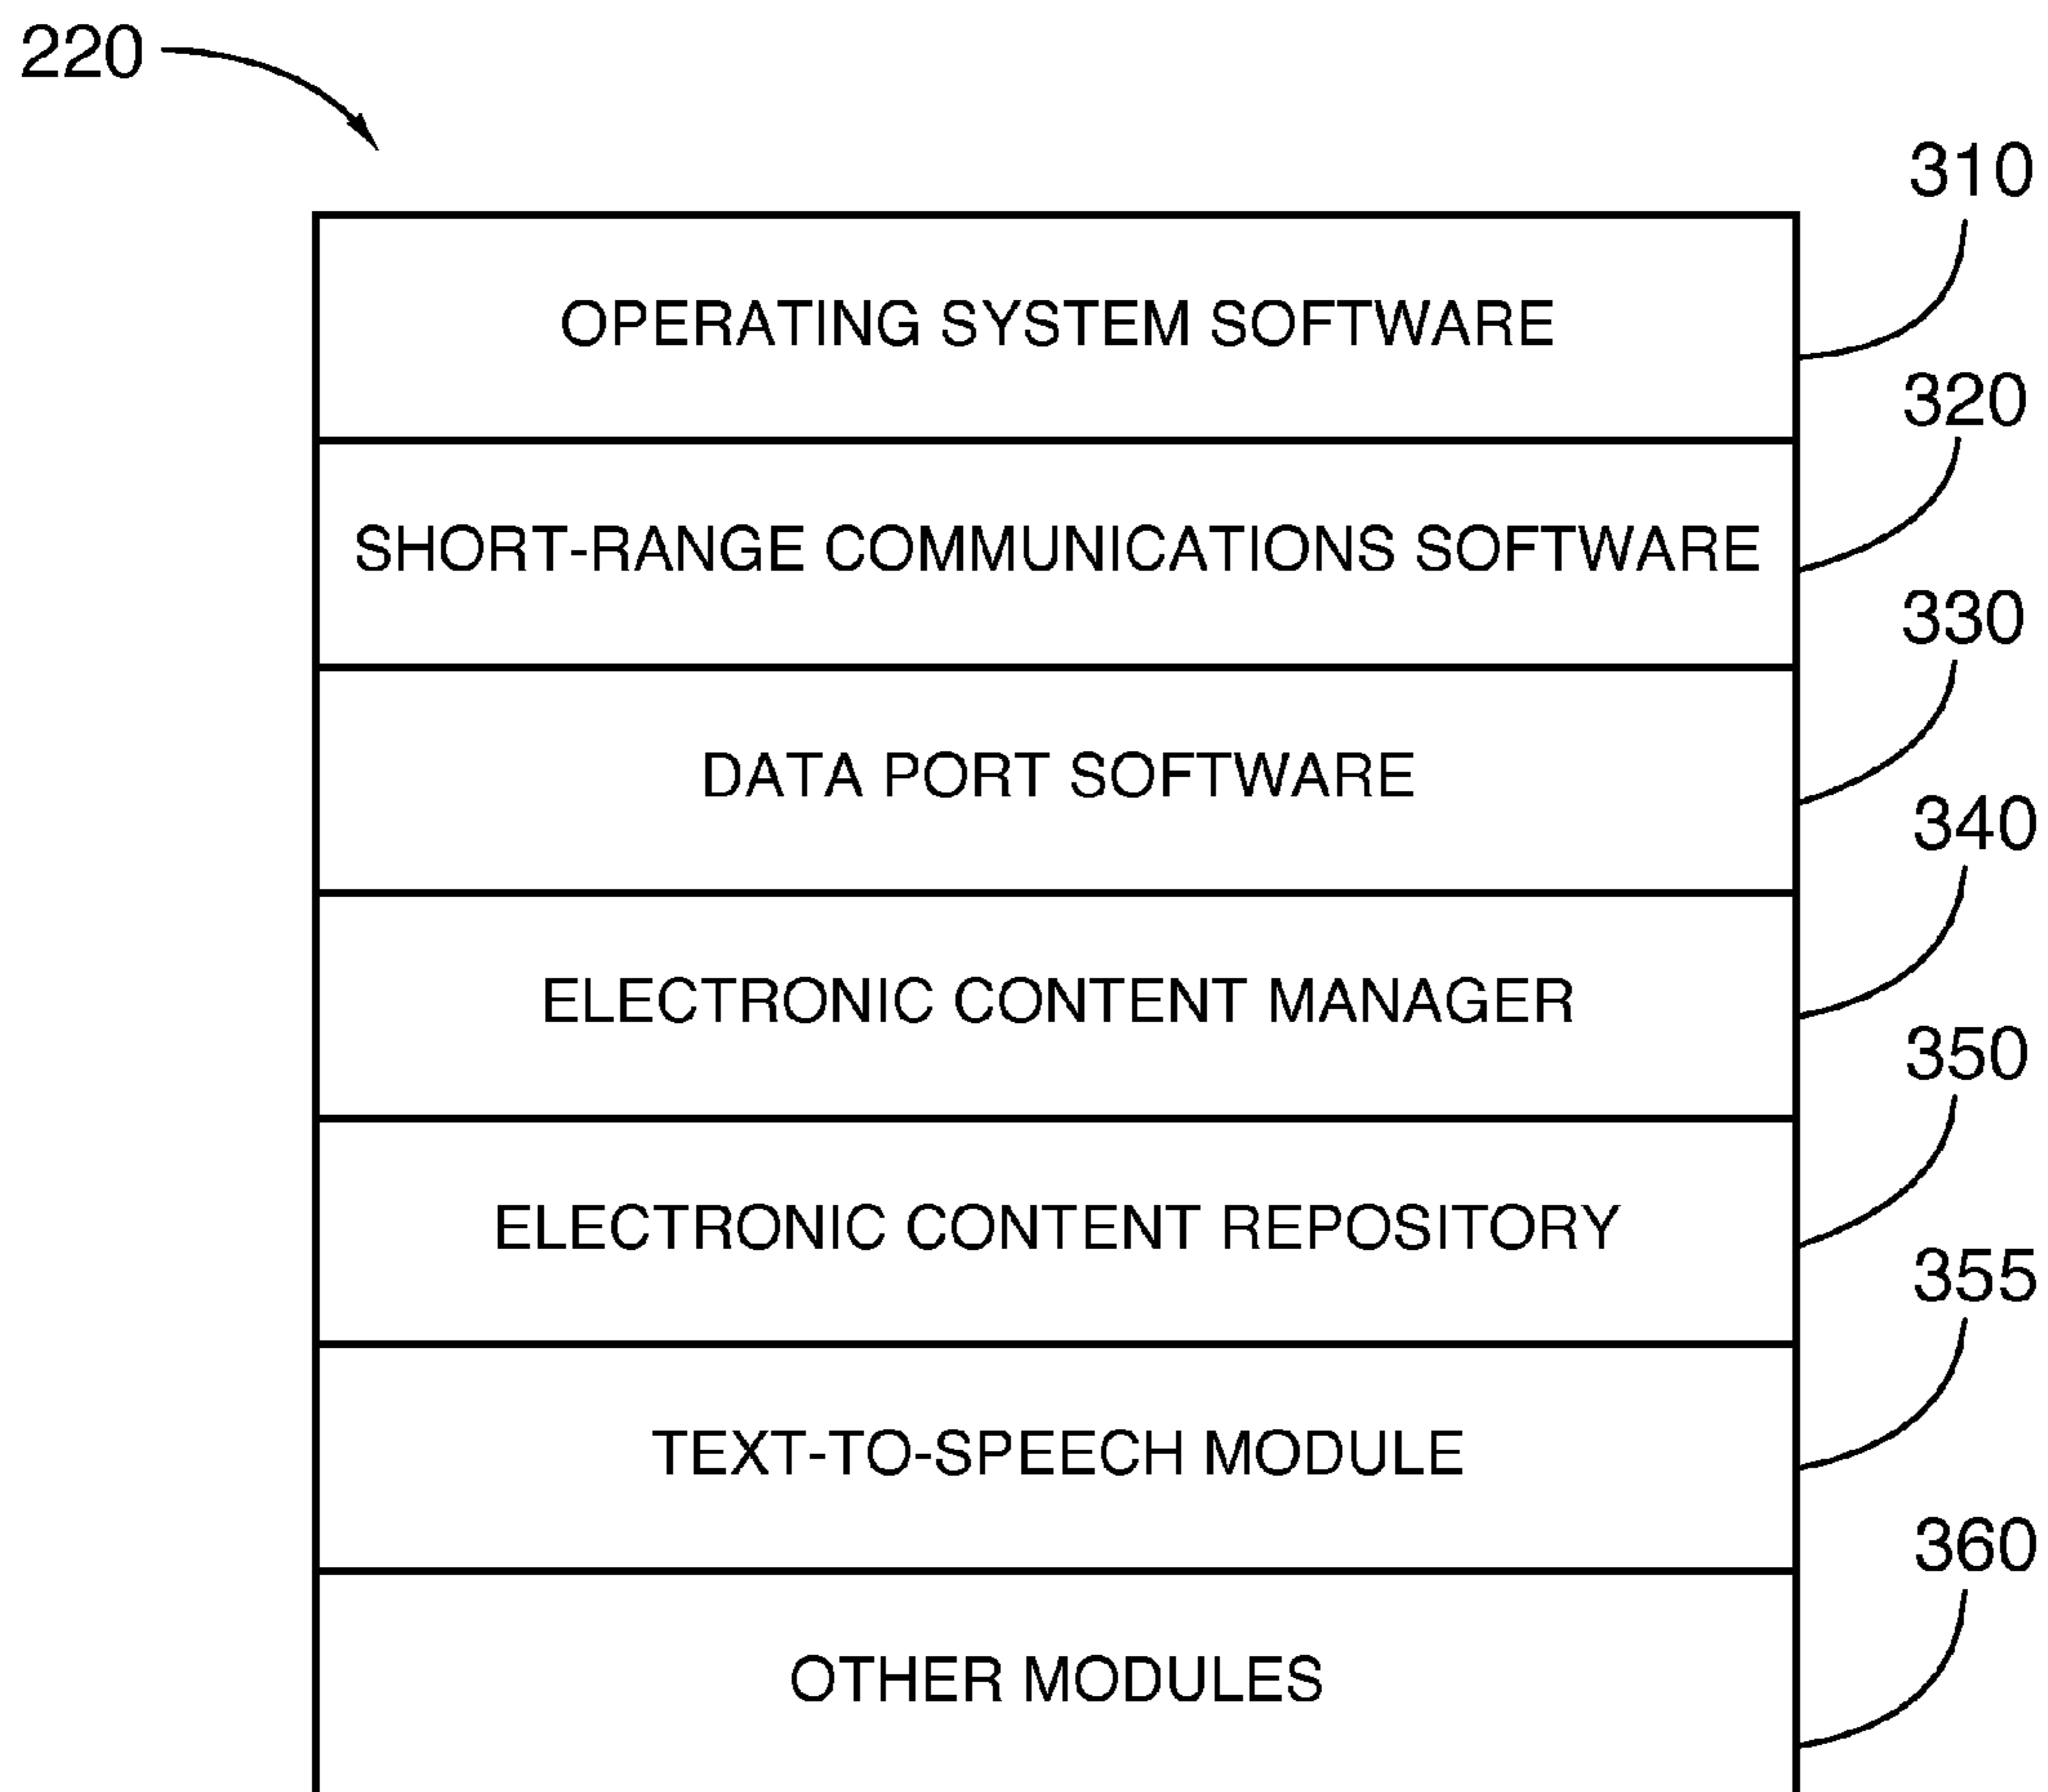 220
310
OPERATING SYSTEM SOFTWARE
320
SHORT-RANGE COMMUNICATIONS SOFTWARE
330
DATA PORT SOFTWARE
340
ELECTRONIC CONTENT MANAGER
350
ELECTRONIC CONTENT REPOSITORY
355
TEXT-TO-SPEECH MODULE
360
OTHER MODULES